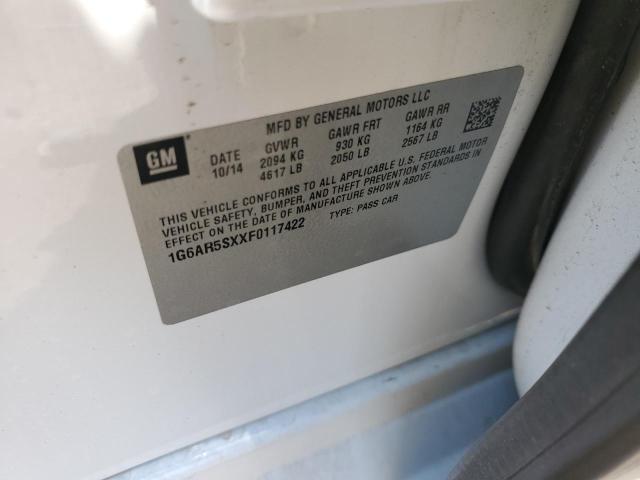 MFD BY GENERAL MOTORS LLC
GM
DATE GVWR GAWR FRT GAWR RR
10/14 2094 KG 930 KG 1164 KG
4617 LB 2050 LB 2567 LB
THIS VEHICLE CONFORMS TO ALL APPLICABLE U.S. FEDERAL MOTOR
VEHICLE SAFETY, BUMPER, AND THEFT PREVENTION STANDARDS IN
EFFECT ON THE DATE OF MANUFACTURE SHOWN ABOVE.
1G6AR5SXXF0117422 TYPE: PASS CAR